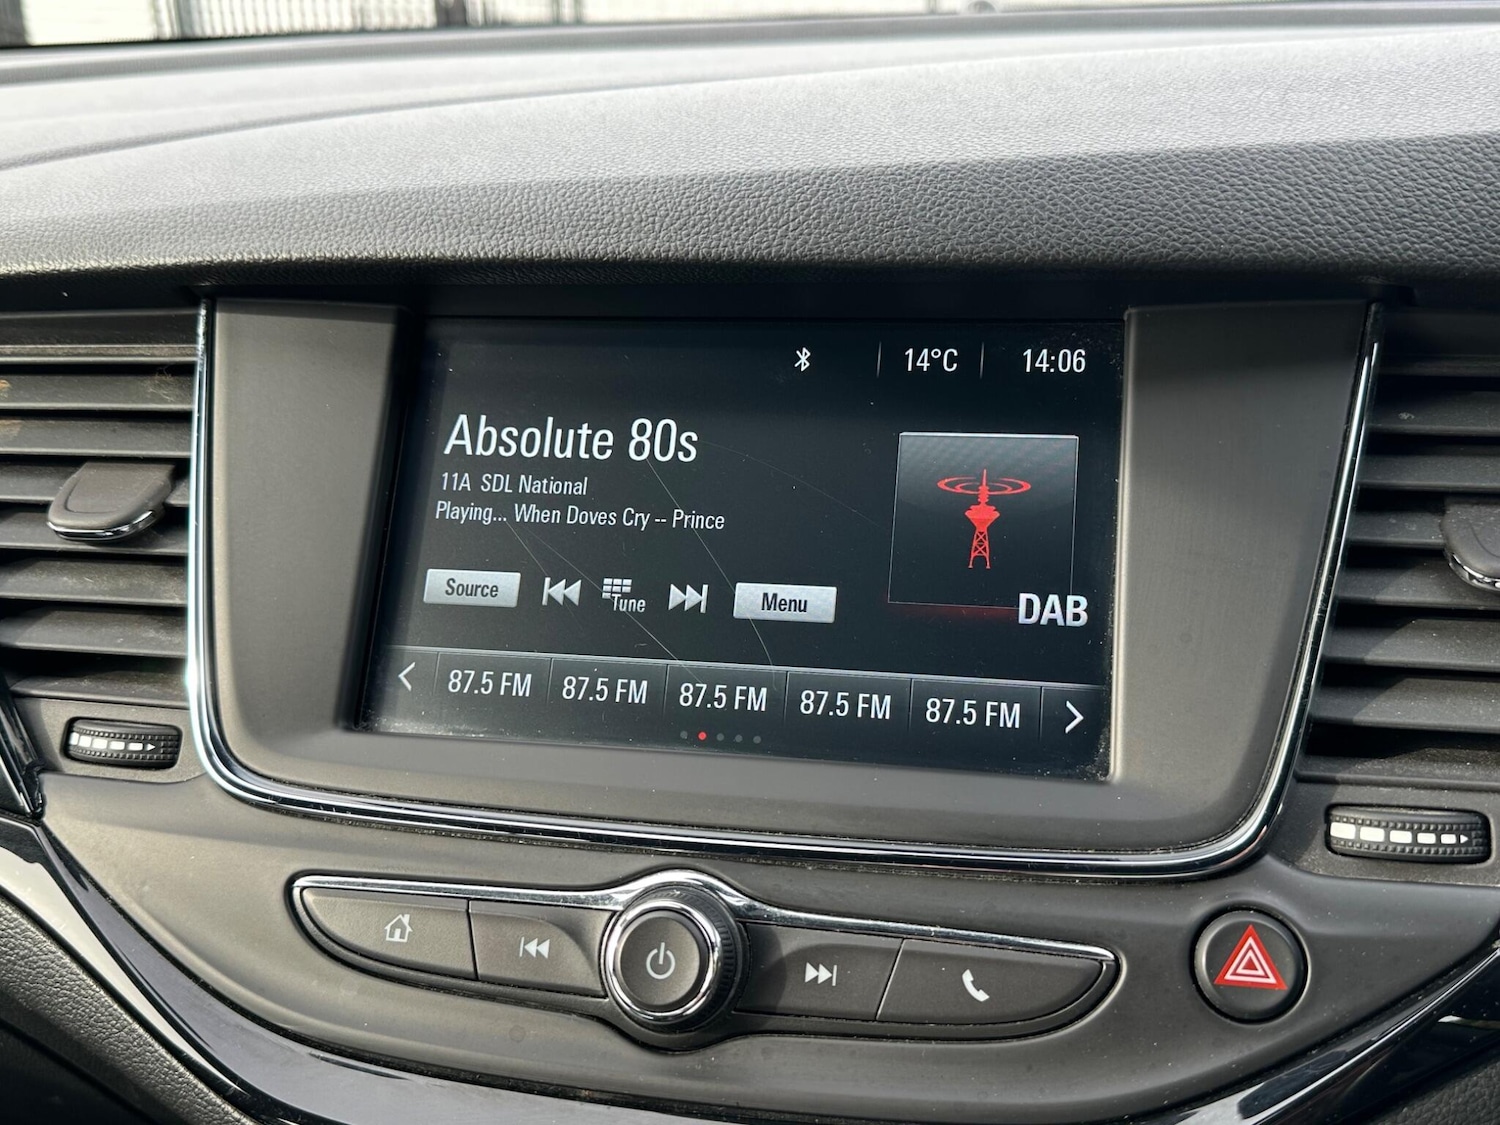 14°C 14:06
Absolute 80s
11A SDL National
Playing... When Doves Cry -- Prince
Source Tune Menu
DAB
87.5 FM 87.5 FM 87.5 FM 87.5 FM 87.5 FM